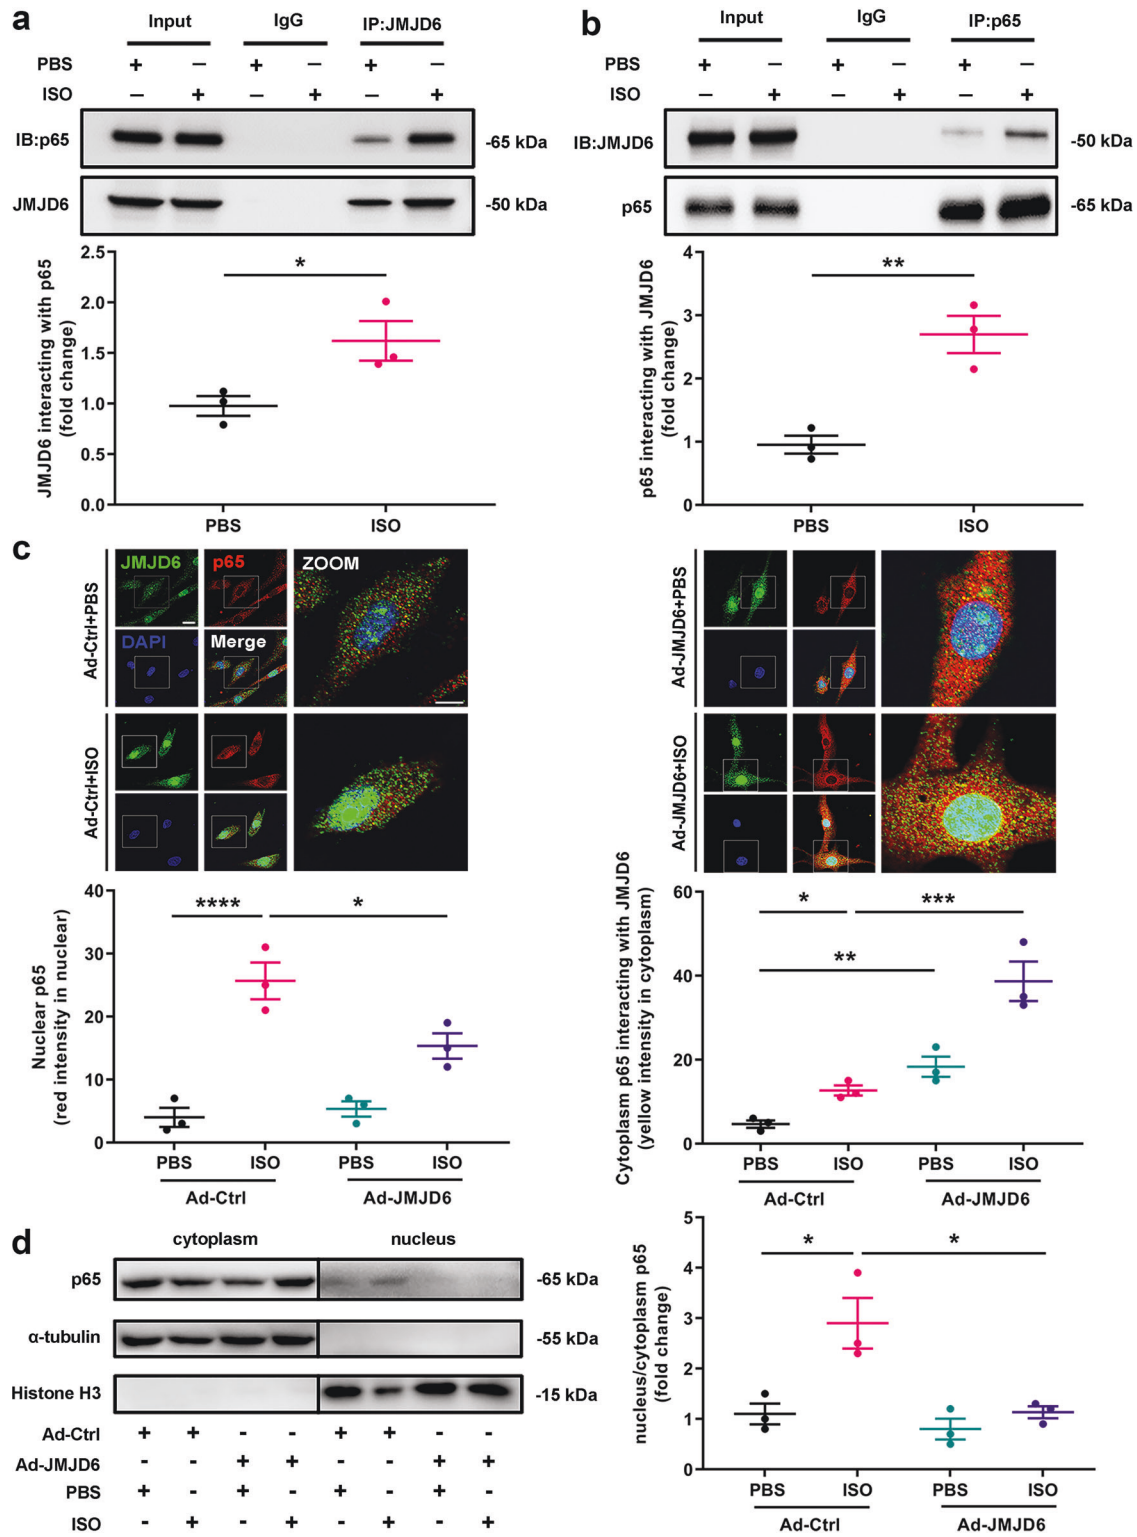 a
Input IgG IP:JMJD6
PBS + – + – + –
ISO – + – + – +
IB:p65 -65 kDa
JMJD6 -50 kDa
JMJD6 interacting with p65
(fold change)
2.5
2.0
1.5
1.0
0.5
0.0
*
PBS ISO
b
Input IgG IP:p65
PBS + – + – + –
ISO – + – + – +
IB:JMJD6 -50 kDa
p65 -65 kDa
p65 interacting with JMJD6
(fold change)
4
3
2
1
0
**
PBS ISO
c
Ad-Ctrl+PBS
JMJD6 p65 ZOOM
DAPI Merge
Ad-Ctrl+ISO
Ad-JMJD6+PBS
Ad-JMJD6+ISO
Nuclear p65
(red intensity in nuclear)
40
30
20
10
0
**** *
PBS ISO PBS ISO
Ad-Ctrl Ad-JMJD6
Cytoplasm p65 interacting with JMJD6
(yellow intensity in cytoplasm)
60
40
20
0
* ***
**
PBS ISO PBS ISO
Ad-Ctrl Ad-JMJD6
d
cytoplasm nucleus
p65 -65 kDa
α-tubulin -55 kDa
Histone H3 -15 kDa
Ad-Ctrl + + - - + + - -
Ad-JMJD6 - - + + - - + +
PBS + - + - + - + -
ISO - + - + - + - +
nucleus/cytoplasm p65
(fold change)
5
4
3
2
1
0
* *
PBS ISO PBS ISO
Ad-Ctrl Ad-JMJD6